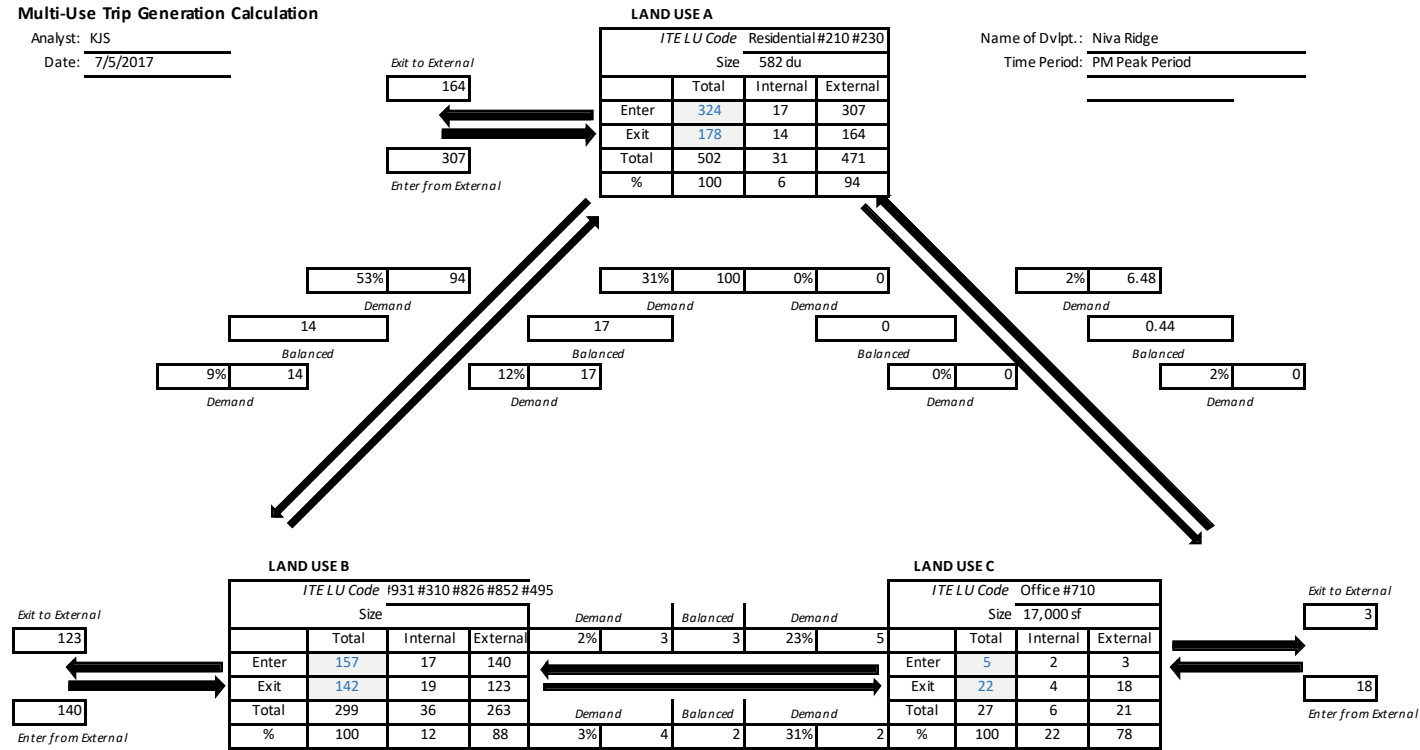 Multi-Use Trip Generation Calculation
LAND USE A
Analyst: KJS
ITE LU Code Residential #210 #230
Name of Dvlpt.: Niva Ridge
Date: 7/5/2017
Exit to External
Size 582 du
Time Period: PM Peak Period
164
Total Internal External
Enter 324 17 307
Exit 178 14 164
307
Total 502 31 471
Enter from External
% 100 6 94
53% 94
31% 100 0% 0
2% 6.48
Demand
Demand Demand
Demand
14
17
0
0.44
Balanced
Balanced
Balanced
Balanced
9% 14
12% 17
0% 0
2% 0
Demand
Demand
Demand
Demand
LAND USE B
LAND USE C
ITE LU Code #931 #310 #826 #852 #495
ITE LU Code Office #710
Exit to External
Size
Demand Balanced Demand
Size 17,000 sf
Exit to External
123
3
Total Internal External 2% 3 3 23% 5 Total Internal External
Enter 157 17 140
Enter 5 2 3
Exit 142 19 123
Exit 22 4 18
140
18
Total 299 36 263 Demand Balanced Demand Total 27 6 21
Enter from External
Enter from External
% 100 12 88 3% 4 2 31% 2 % 100 22 78